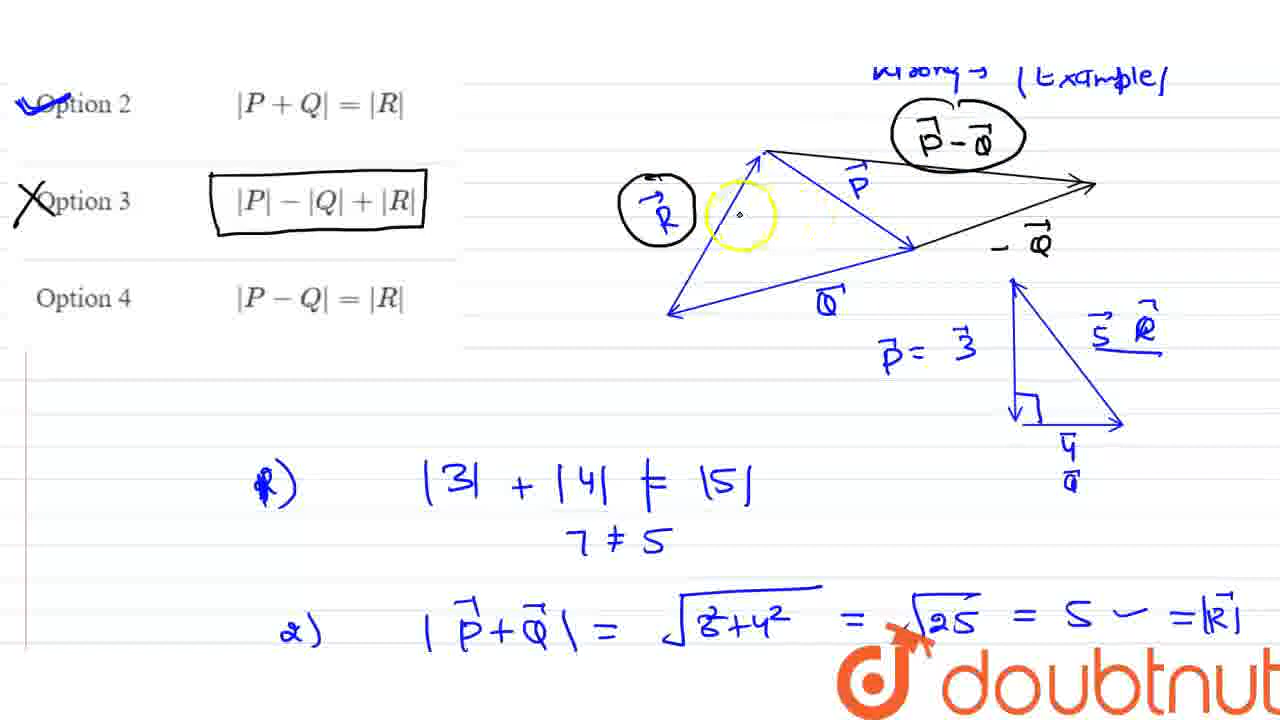 (Example)
Option 2 |P + Q| = |R|
P⃗ - Q⃗
Option 3 |P| − |Q| + |R|
R⃗
P⃗
- Q⃗
Option 4 |P − Q| = |R|
Q⃗
P⃗ = 3⃗
5⃗ R⃗
4⃗
Q⃗
|3| + |4| ≠ |5|
7 ≠ 5
2) |P⃗+Q⃗| = √3²+4² = √25 = 5 = |R⃗|
doubtnut